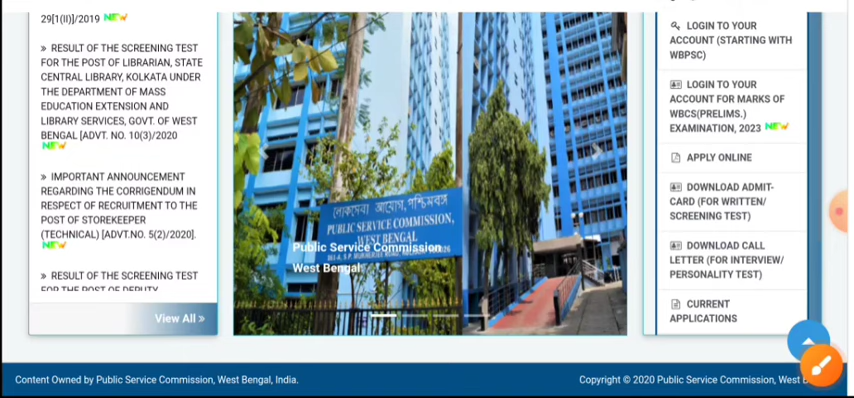 29[1(II)]/2019 NEW
» RESULT OF THE SCREENING TEST
FOR THE POST OF LIBRARIAN, STATE
CENTRAL LIBRARY, KOLKATA UNDER
THE DEPARTMENT OF MASS
EDUCATION EXTENSION AND
LIBRARY SERVICES, GOVT. OF WEST
BENGAL [ADVT. NO. 10(3)/2020
NEW
» IMPORTANT ANNOUNCEMENT
REGARDING THE CORRIGENDUM IN
RESPECT OF RECRUITMENT TO THE
POST OF STOREKEEPER
(TECHNICAL) [ADVT.NO. 5(2)/2020].
NEW
» RESULT OF THE SCREENING TEST
FOR THE POST OF DEPUTY
View All »
লোকসেবা আয়োগ, পশ্চিমবঙ্গ
PUBLIC SERVICE COMMISSION,
WEST BENGAL
Public Service Commission
West Bengal
LOGIN TO YOUR
ACCOUNT (STARTING WITH
WBPSC)
LOGIN TO YOUR
ACCOUNT FOR MARKS OF
WBCS(PRELIMS.)
EXAMINATION, 2023 NEW
APPLY ONLINE
DOWNLOAD ADMIT-
CARD (FOR WRITTEN/
SCREENING TEST)
DOWNLOAD CALL
LETTER (FOR INTERVIEW/
PERSONALITY TEST)
CURRENT
APPLICATIONS
Content Owned by Public Service Commission, West Bengal, India.
Copyright © 2020 Public Service Commission, West